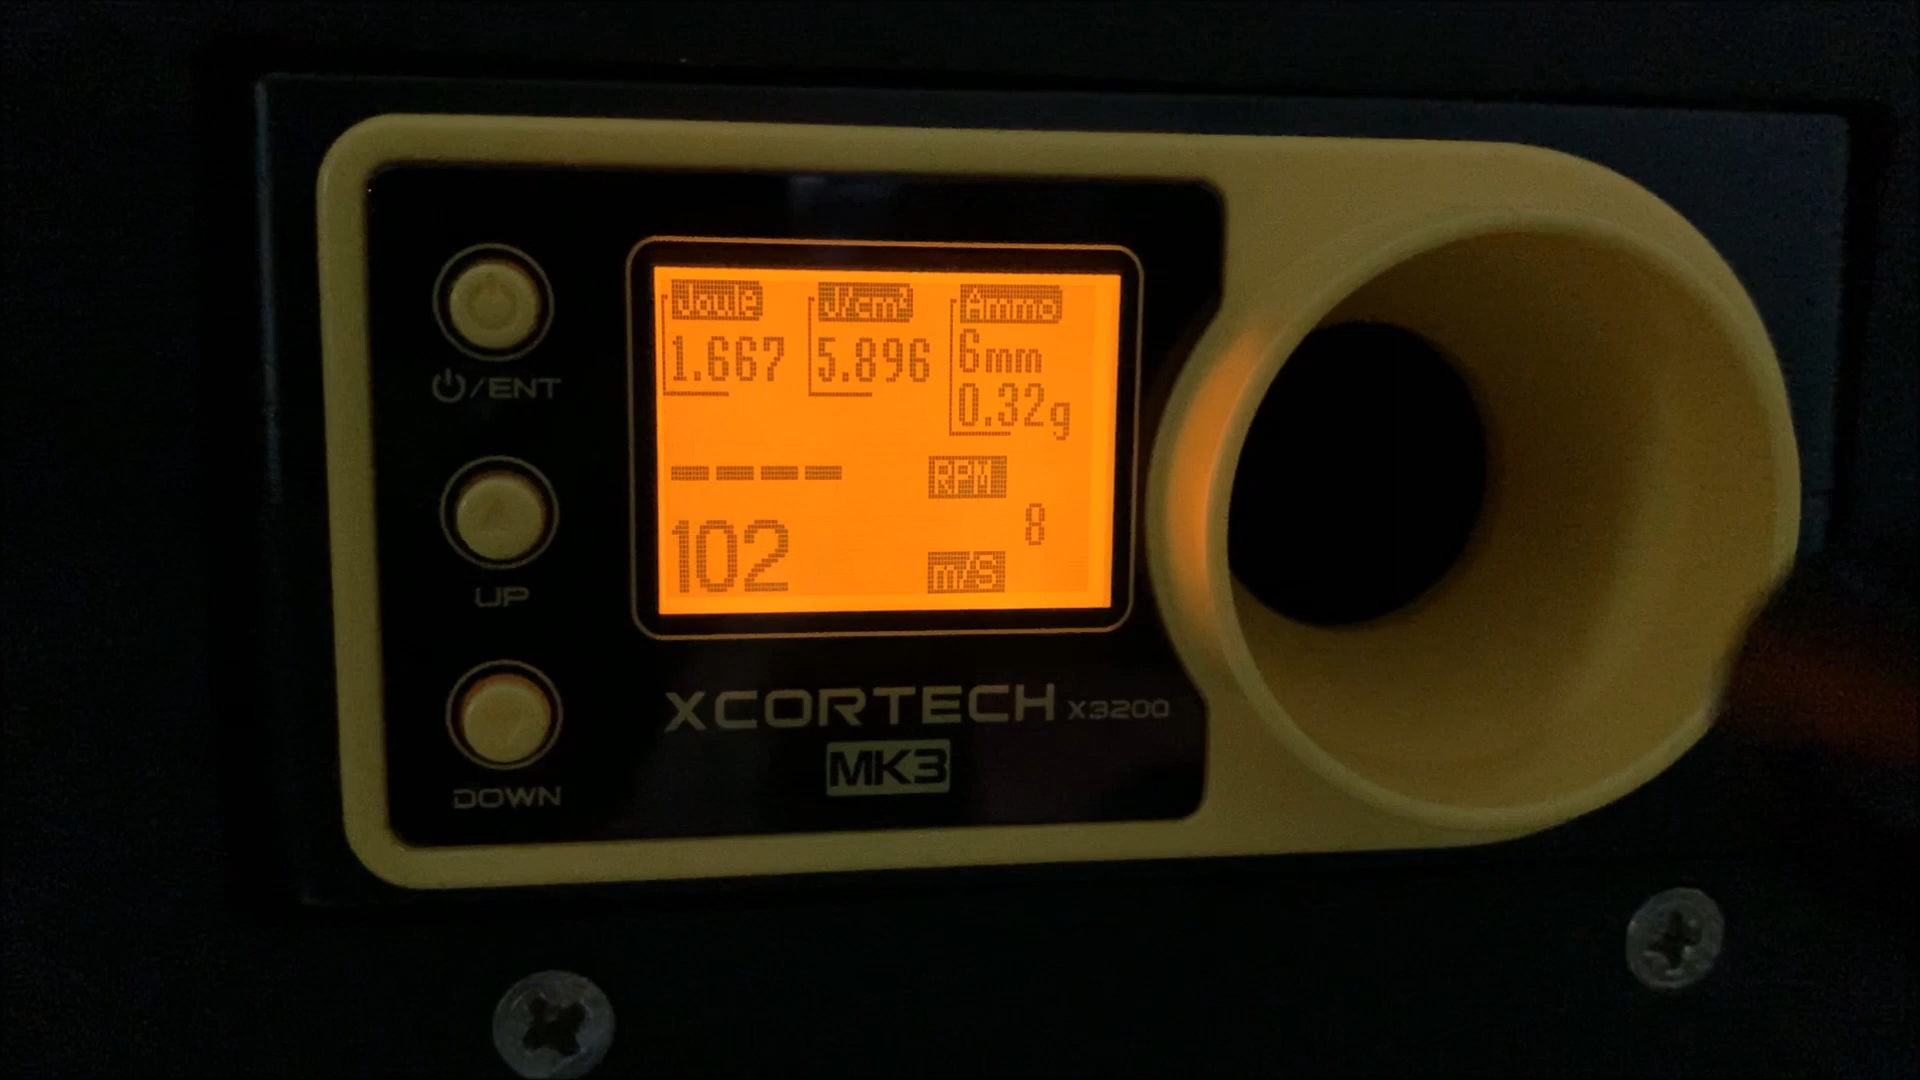 Joule J/cm² Ammo
1.667 5.896 6mm
0.32g
---- RPM
8
102 m/s
⏻/ENT
UP
DOWN
XCORTECH X3200
MK3